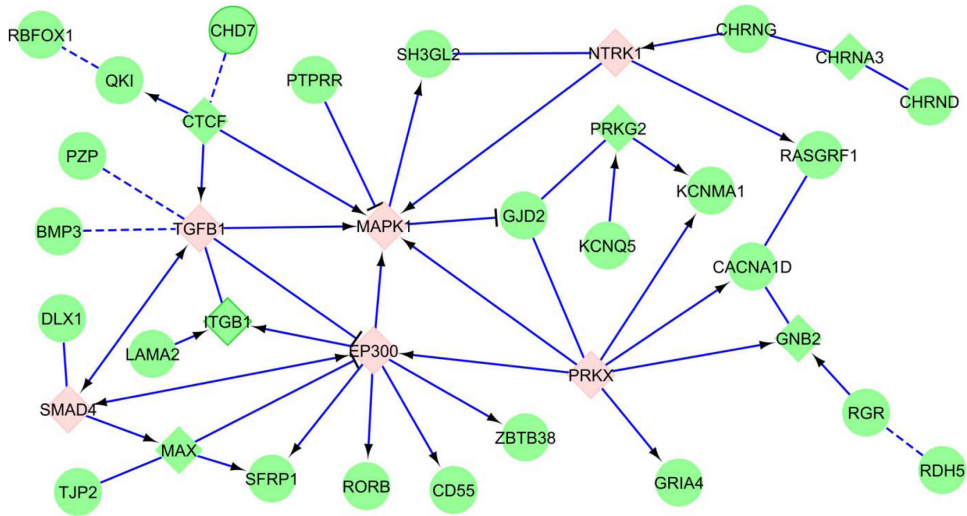 CHD7
CHRNG
RBFOX1
NTRK1
SH3GL2
CHRNA3
QKI
PTPRR
CHRND
CTCF
PRKG2
PZP
RASGRF1
KCNMA1
GJD2
BMP3
TGFB1
MAPK1
KCNQ5
CACNA1D
DLX1
ITGB1
GNB2
LAMA2
EP300
PRKX
SMAD4
RGR
ZBTB38
MAX
RDH5
TJP2
SFRP1
RORB
CD55
GRIA4